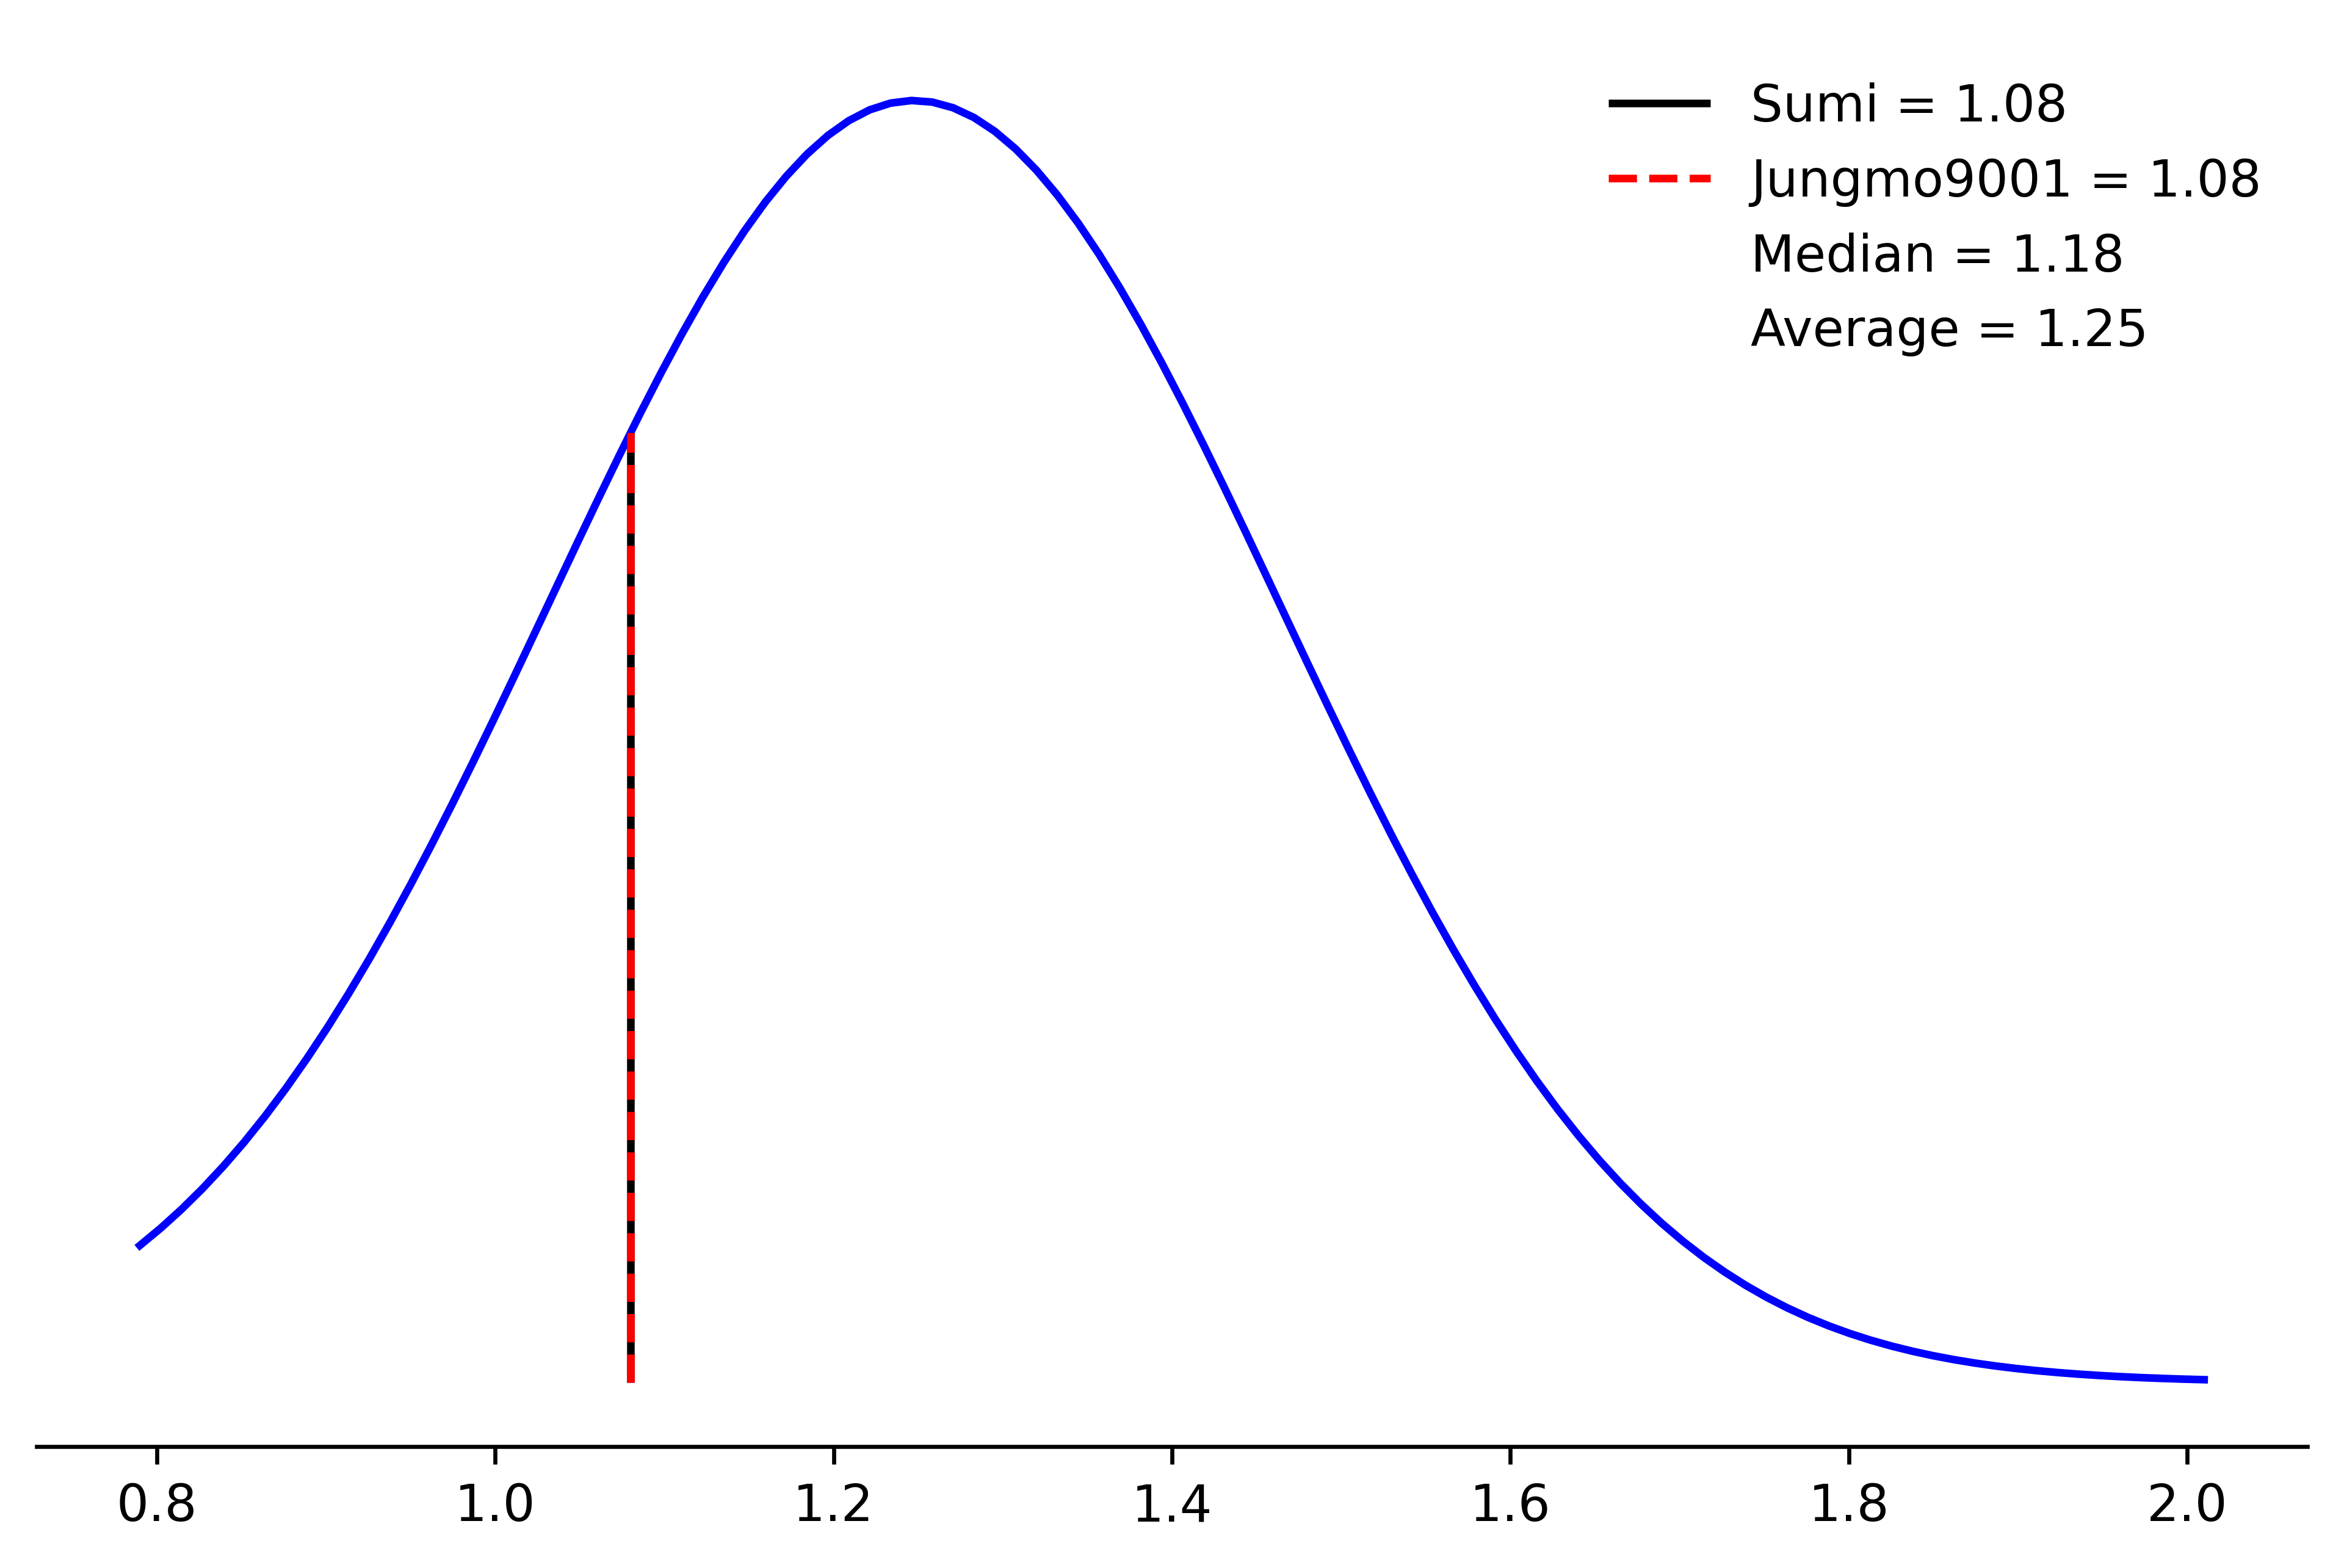 Sumi = 1.08
Jungmo9001 = 1.08
Median = 1.18
Average = 1.25
0.8 1.0 1.2 1.4 1.6 1.8 2.0